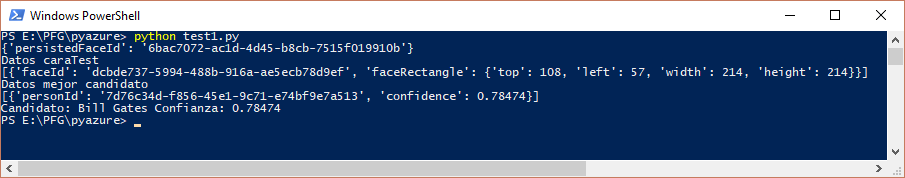 Windows PowerShell
PS E:\PFG\pyazure> python test1.py
{'persistedFaceId': '6bac7072-ac1d-4d45-b8cb-7515f019910b'}
Datos caraTest
[{'faceId': 'dcbde737-5994-488b-916a-ae5ecb78d9ef', 'faceRectangle': {'top': 108, 'left': 57, 'width': 214, 'height': 214}}]
Datos mejor candidato
[{'personId': '7d76c34d-f856-45e1-9c71-e74bf9e7a513', 'confidence': 0.78474}]
Candidato: Bill Gates Confianza: 0.78474
PS E:\PFG\pyazure>